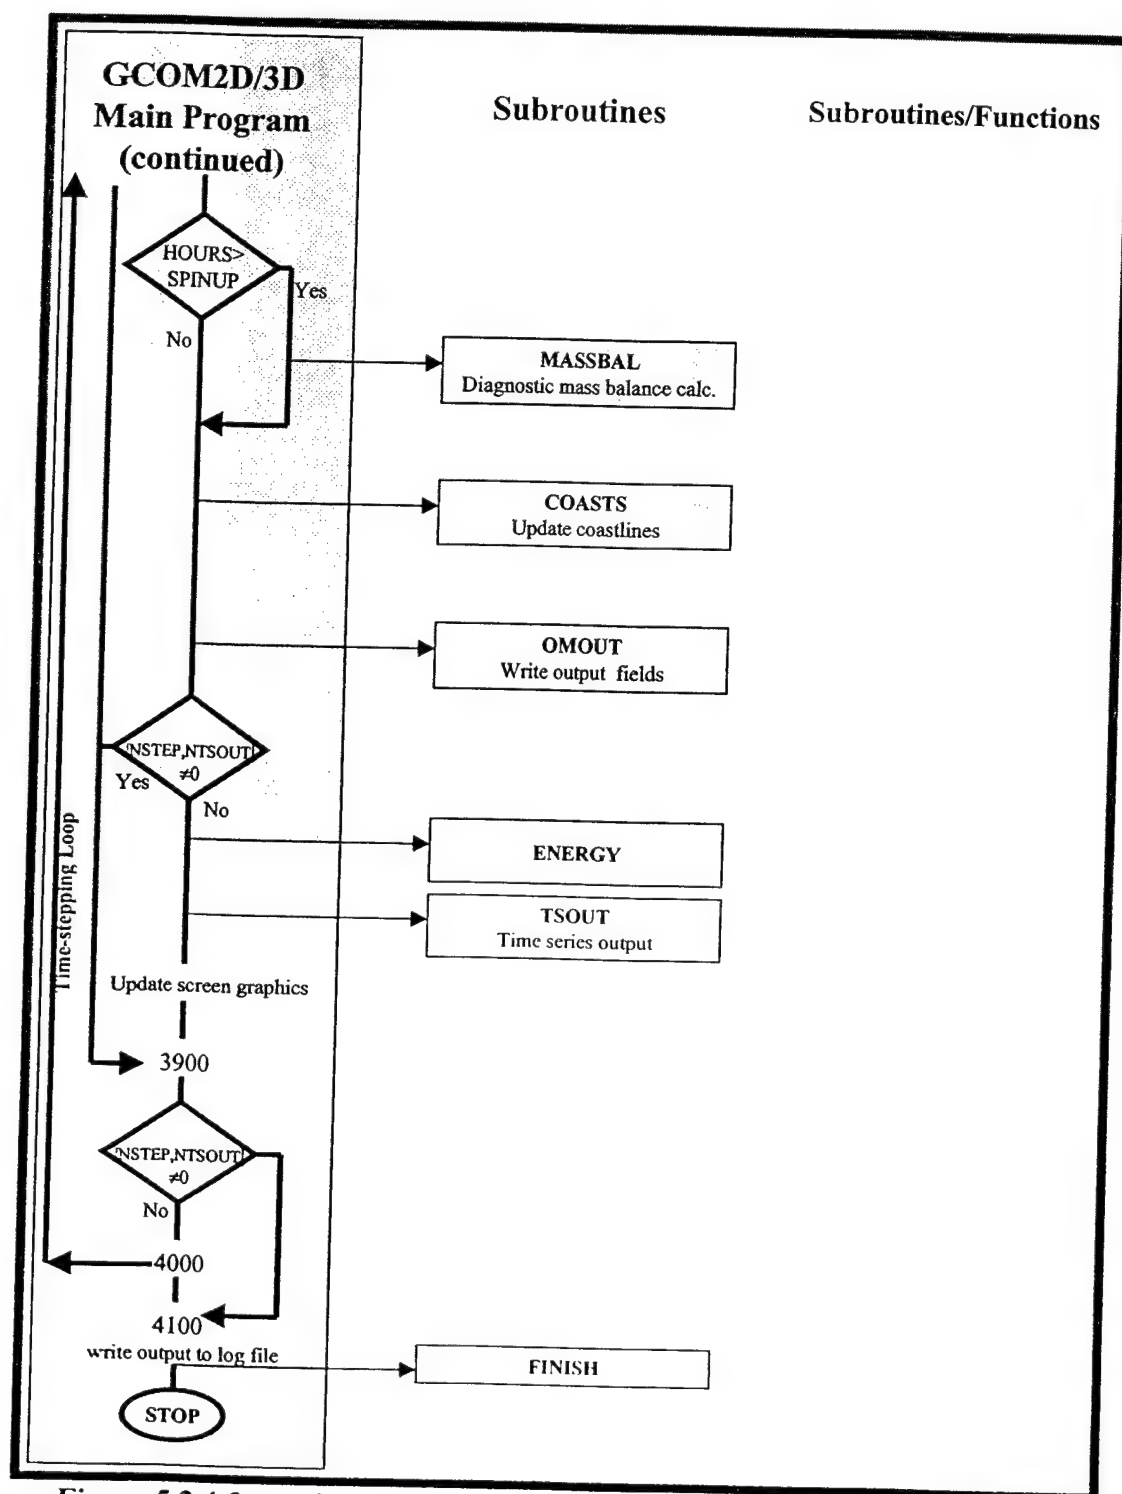 GCOM2D/3D
Main Program
(continued)
Subroutines
Subroutines/Functions
HOURS>
SPINUP
Yes
No
MASSBAL
Diagnostic mass balance calc.
COASTS
Update coastlines
OMOUT
Write output fields
NSTEP,NTSOUT
≠0
Yes
No
ENERGY
TSOUT
Time series output
Time-stepping Loop
Update screen graphics
3900
NSTEP,NTSOUT
≠0
No
4000
4100
write output to log file
FINISH
STOP